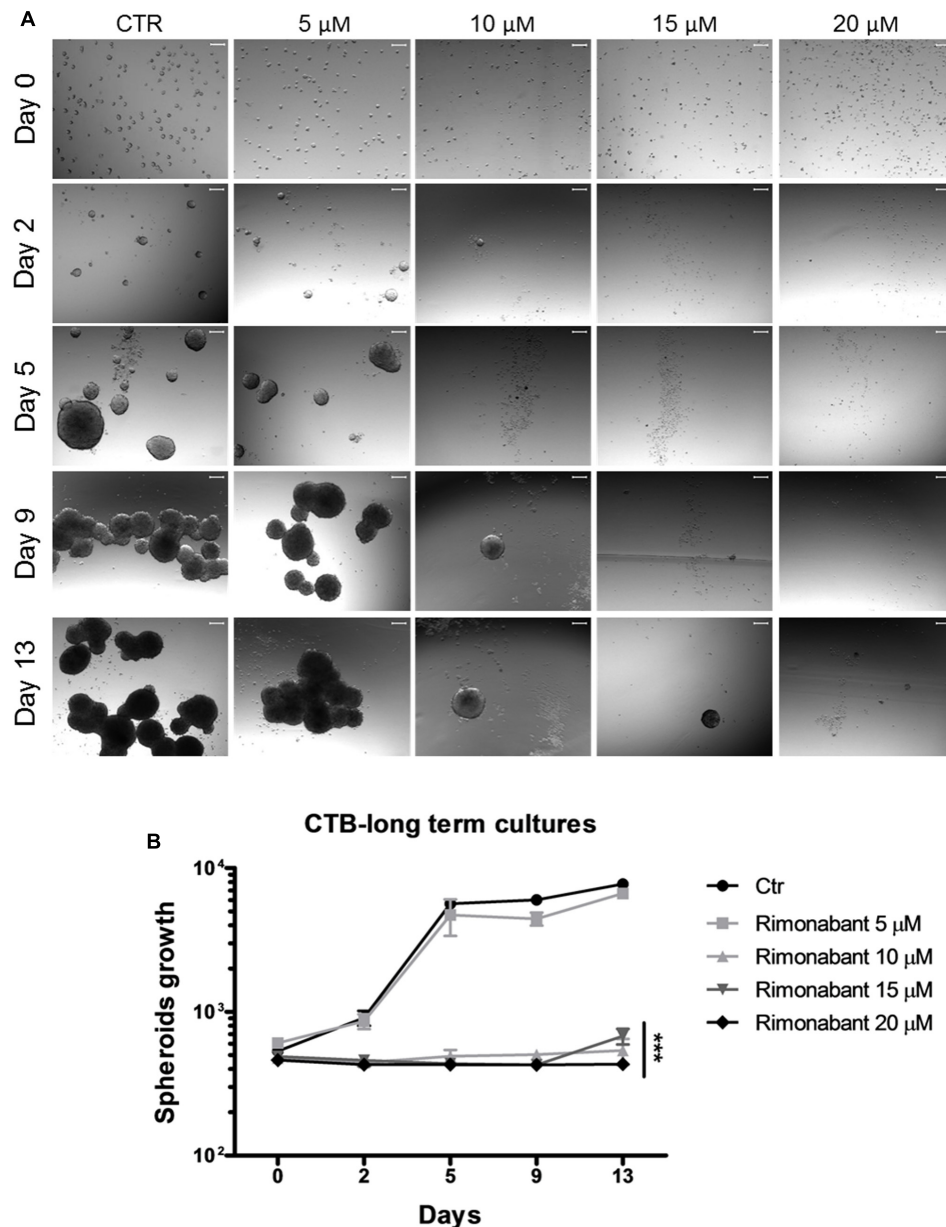 A
CTR 5 μM 10 μM 15 μM 20 μM
Day 0
Day 2
Day 5
Day 9
Day 13
B
CTB-long term cultures
Spheroids growth
10⁴
10³
10²
0 2 5 9 13
Days
Ctr
Rimonabant 5 μM
Rimonabant 10 μM
Rimonabant 15 μM
Rimonabant 20 μM
***